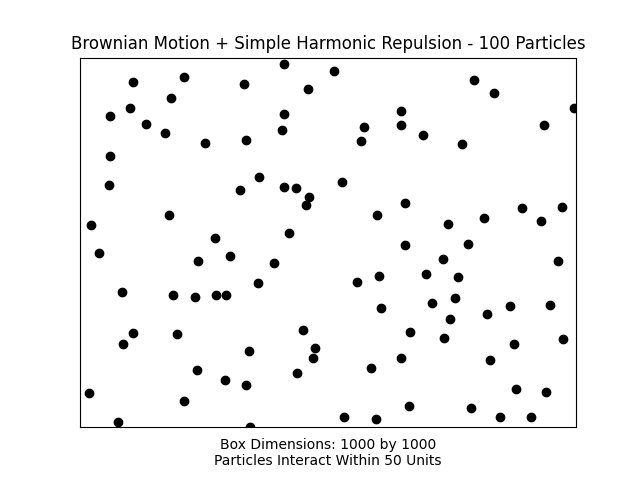 Brownian Motion + Simple Harmonic Repulsion - 100 Particles
Box Dimensions: 1000 by 1000
Particles Interact Within 50 Units